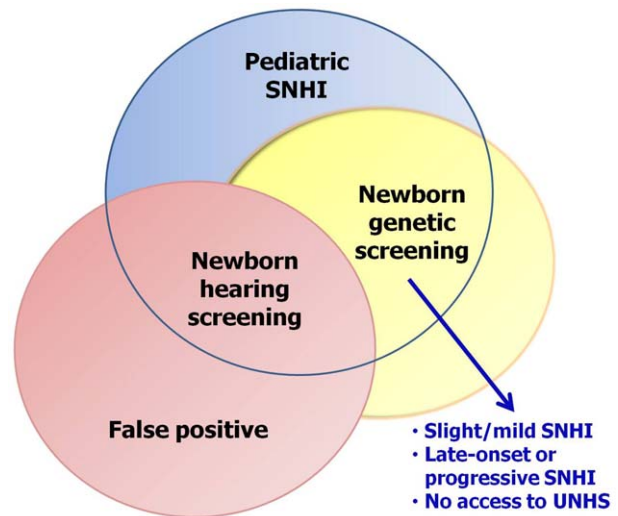 Pediatric
SNHI
Newborn
genetic
screening
Newborn
hearing
screening
False positive
· Slight/mild SNHI
· Late-onset or
progressive SNHI
· No access to UNHS